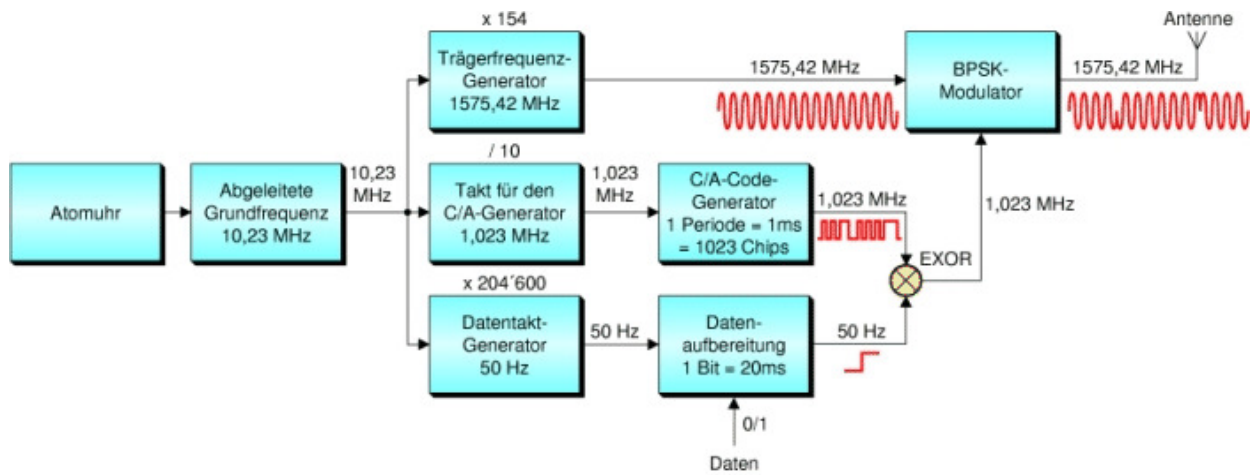 x 154
Antenne
Trägerfrequenz-
Generator
1575,42 MHz
1575,42 MHz
BPSK-
Modulator
1575,42 MHz
Atomuhr
Abgeleitete
Grundfrequenz
10,23 MHz
10,23
MHz
/ 10
Takt für den
C/A-Generator
1,023 MHz
1,023
MHz
C/A-Code-
Generator
1 Periode = 1ms
= 1023 Chips
1,023 MHz
1,023 MHz
EXOR
x 204´600
Datentakt-
Generator
50 Hz
50 Hz
Daten-
aufbereitung
1 Bit = 20ms
50 Hz
0/1
Daten